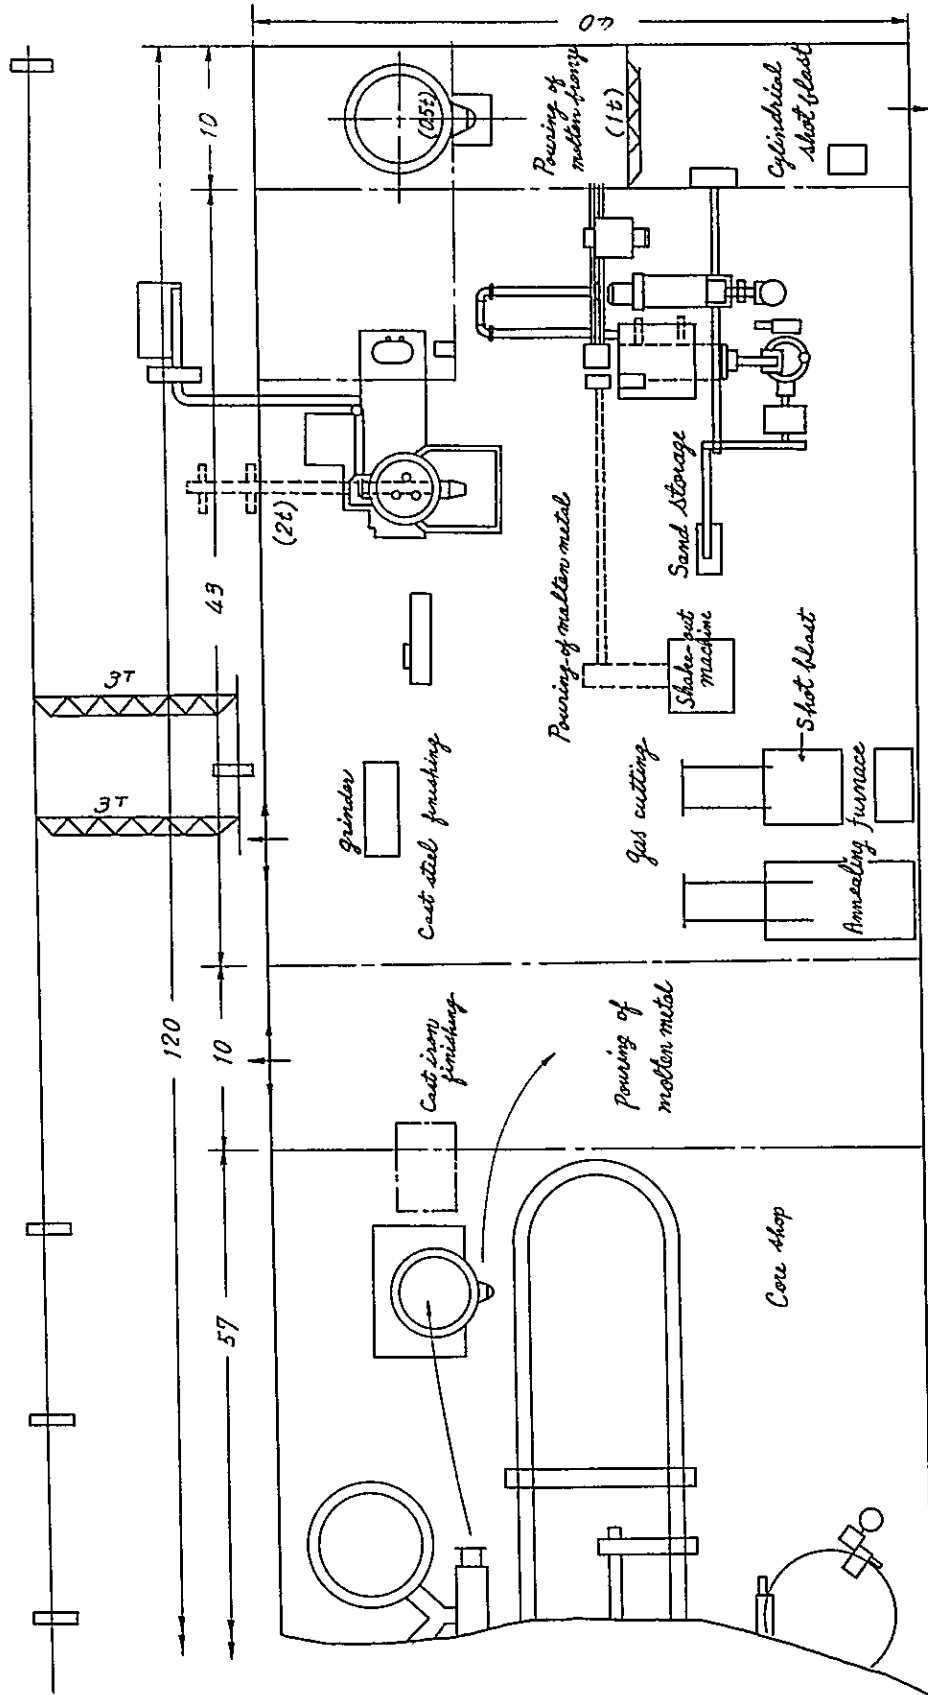 40
10
(0.5t)
Pouring of
molten bronze
(1t)
Cylindrical
shot blast
(2t)
43
3T
3T
120
10
57
Pouring of molten metal
Sand storage
Shake-out
machine
Shot blast
grinder
Cast steel finishing
gas cutting
Annealing furnace
Cast iron
finishing
Pouring of
molten metal
Core shop